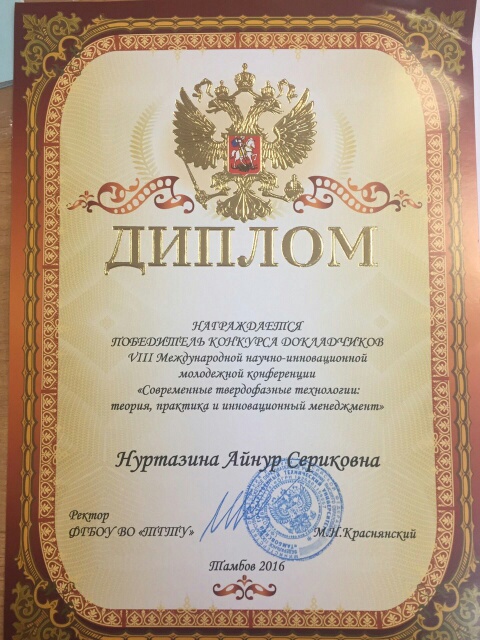 ДИПЛОМ
НАГРАЖДАЕТСЯ
ПОБЕДИТЕЛЬ КОНКУРСА ДОКЛАДЧИКОВ
VIII Международной научно-инновационной
молодежной конференции
«Современные твердофазные технологии:
теория, практика и инновационный менеджмент»
Нуртазина Айнур Сериковна
Ректор
ФГБОУ ВО «ТГТУ»
М.Н.Краснянский
Тамбов 2016